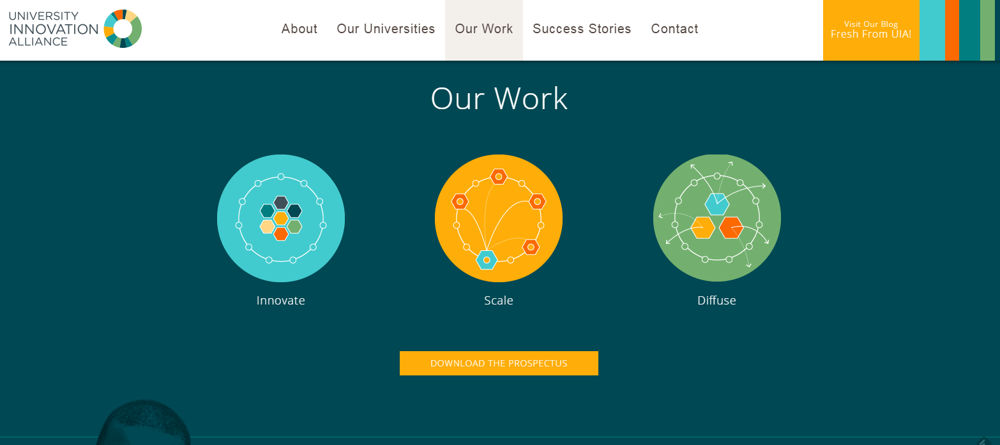 UNIVERSITY
INNOVATION
ALLIANCE
About
Our Universities
Our Work
Success Stories
Contact
Visit Our Blog
Fresh From UIA!
Our Work
Innovate
Scale
Diffuse
DOWNLOAD THE PROSPECTUS